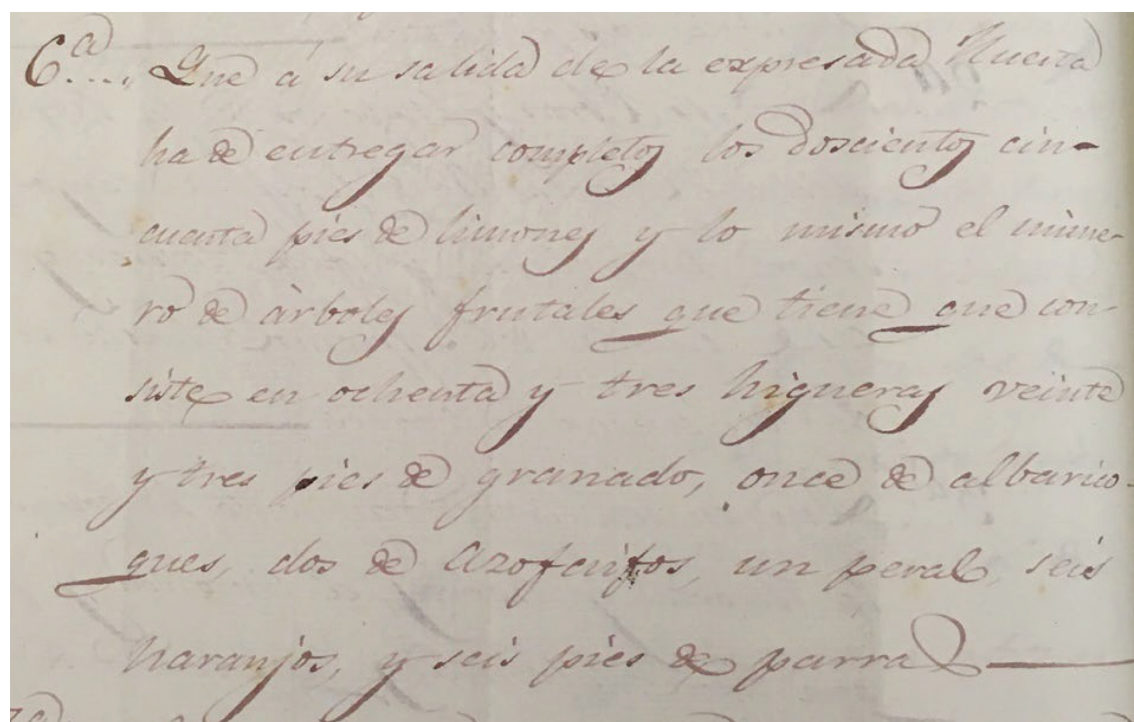 6.ª.... Que á su salida de la expresada Huerta
ha de entregar completos los doscientos cin-
cuenta pies de limones y lo mismo el núme-
ro de àrboles frutales que tiene que con-
siste en ochenta y tres higueras veinte
y tres pies de granado, once de albarico-
ques, dos de Azofeifos, un peral, seis
naranjos, y seis pies de parra